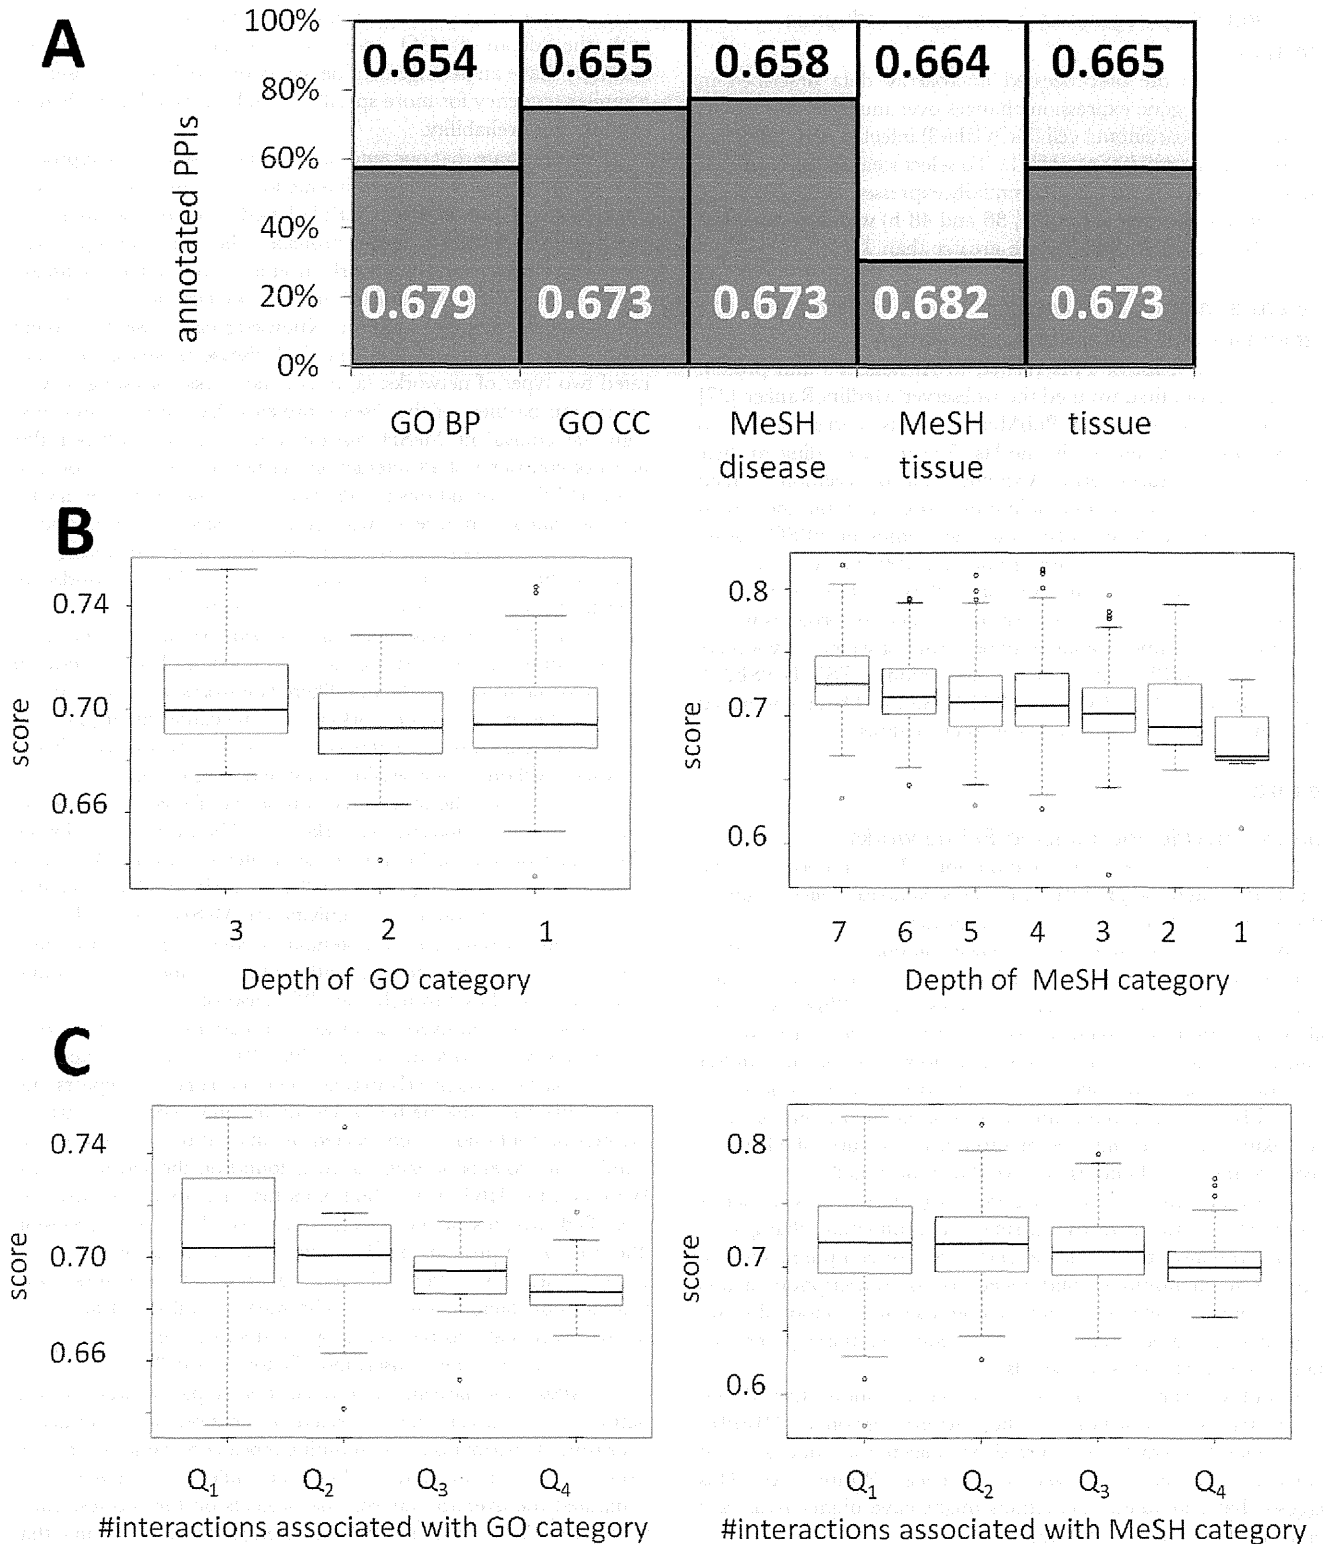 A
100%
80%
60%
40%
20%
0%
annotated PPIs
0.654 0.655 0.658 0.664 0.665
0.679 0.673 0.673 0.682 0.673
GO BP GO CC MeSH disease MeSH tissue tissue
B
0.74
0.70
0.66
score
3 2 1
Depth of GO category
0.8
0.7
0.6
score
7 6 5 4 3 2 1
Depth of MeSH category
C
0.74
0.70
0.66
score
Q1 Q2 Q3 Q4
#interactions associated with GO category
0.8
0.7
0.6
score
Q1 Q2 Q3 Q4
#interactions associated with MeSH category